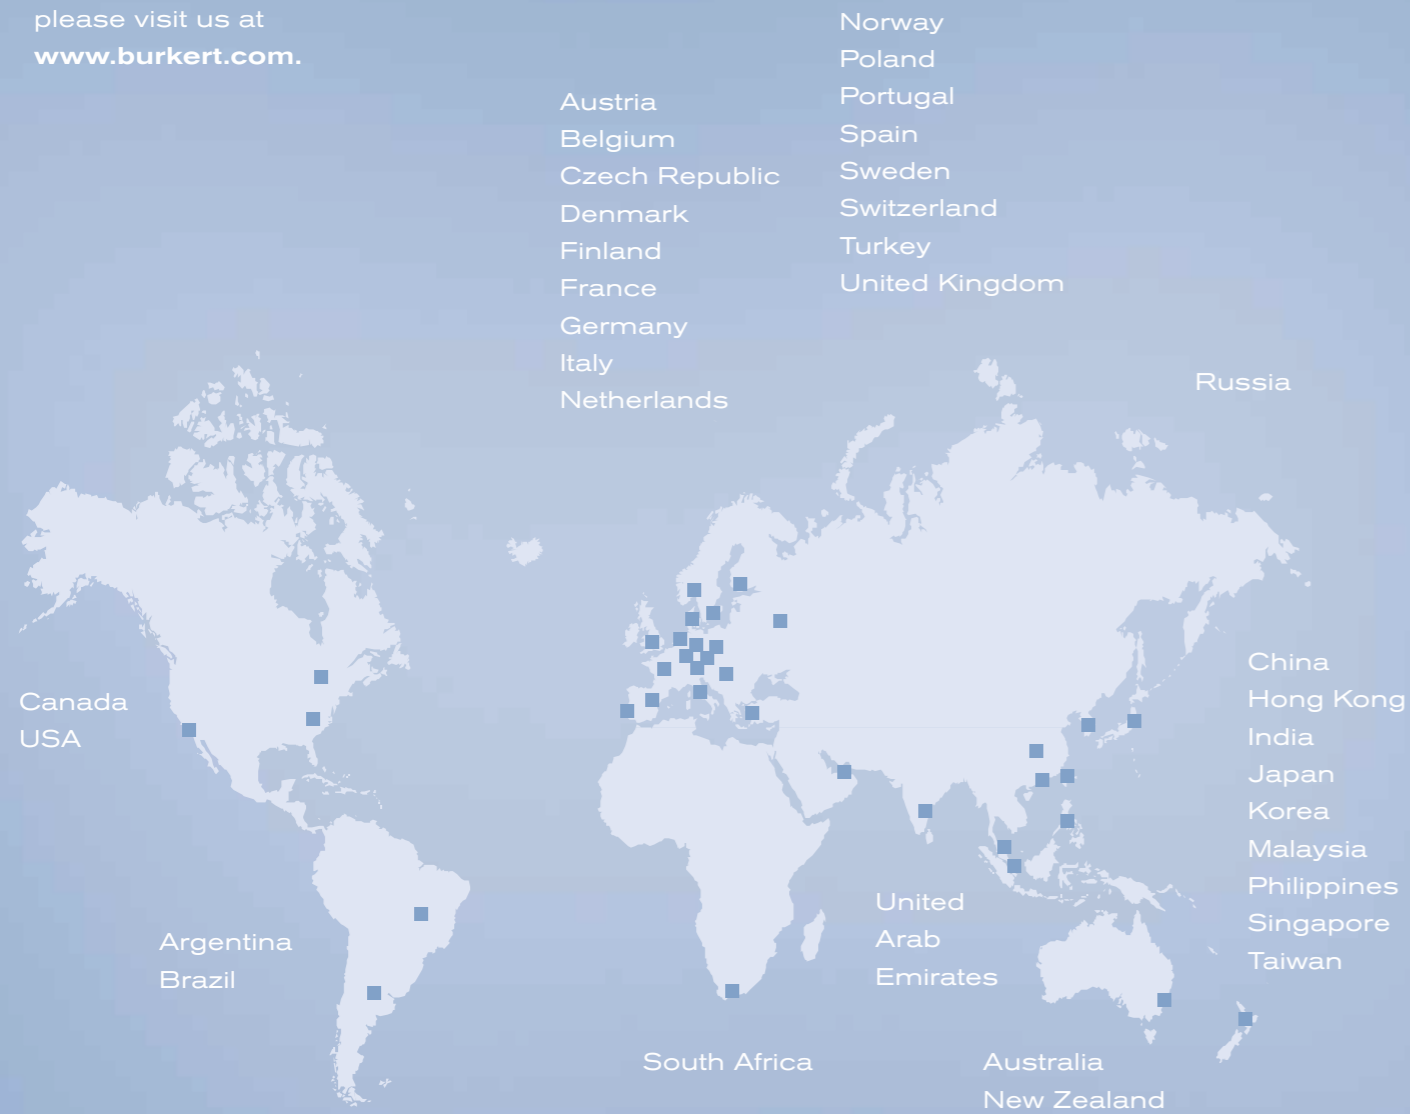 please visit us at
www.burkert.com.
Austria
Belgium
Czech Republic
Denmark
Finland
France
Germany
Italy
Netherlands
Norway
Poland
Portugal
Spain
Sweden
Switzerland
Turkey
United Kingdom
Russia
Canada
USA
China
Hong Kong
India
Japan
Korea
Malaysia
Philippines
Singapore
Taiwan
Argentina
Brazil
United
Arab
Emirates
South Africa
Australia
New Zealand